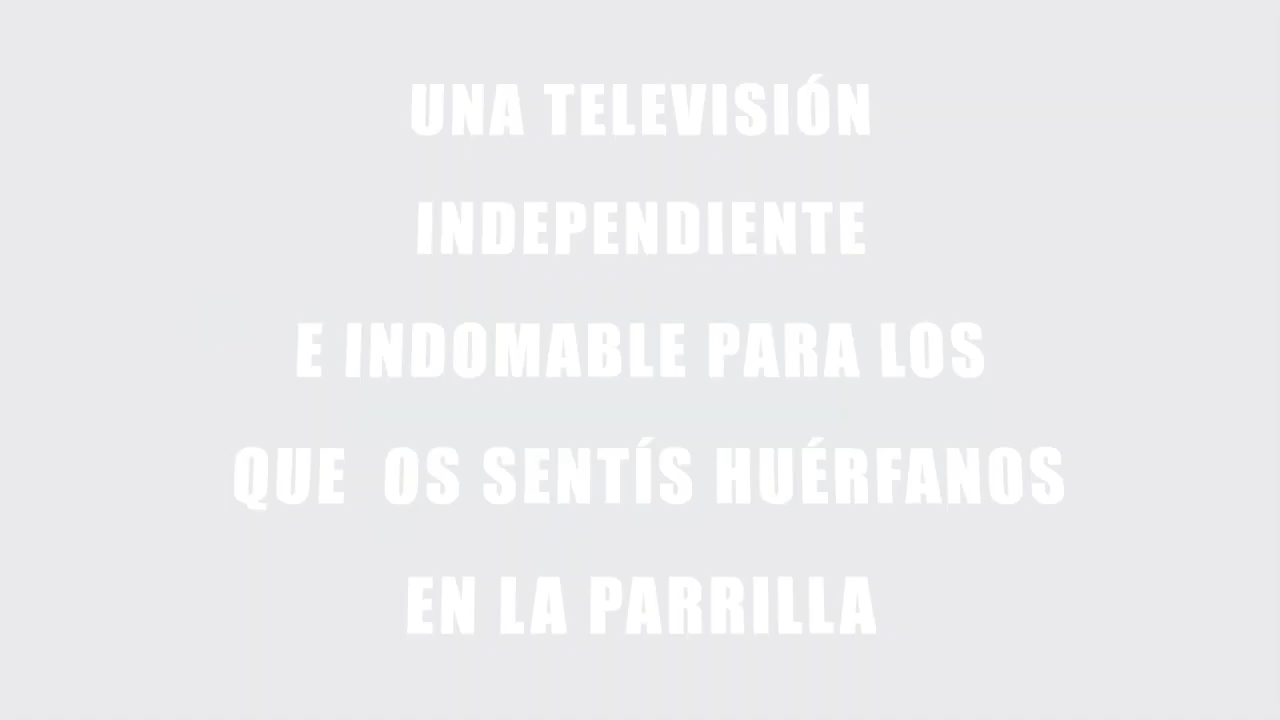 UNA TELEVISIÓN
INDEPENDIENTE
E INDOMABLE PARA LOS
QUE OS SENTÍS HUÉRFANOS
EN LA PARRILLA